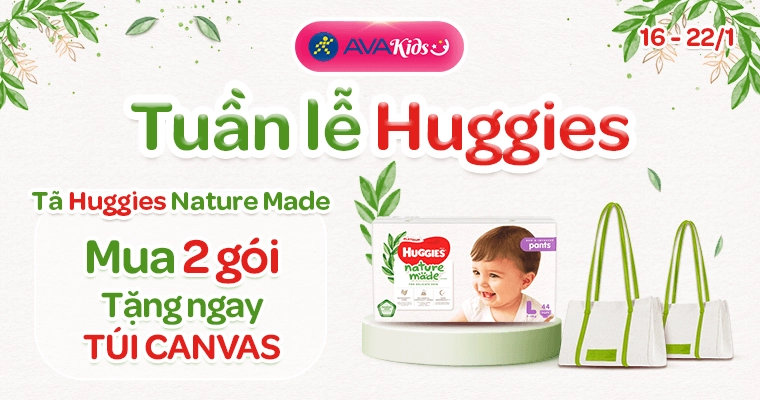 AVAKids
16 - 22/1
Tuần lễ Huggies
Tã Huggies Nature Made
Mua 2 gói
Tặng ngay
TÚI CANVAS
PLATINUM
HUGGIES
nature
made
pants
L
44